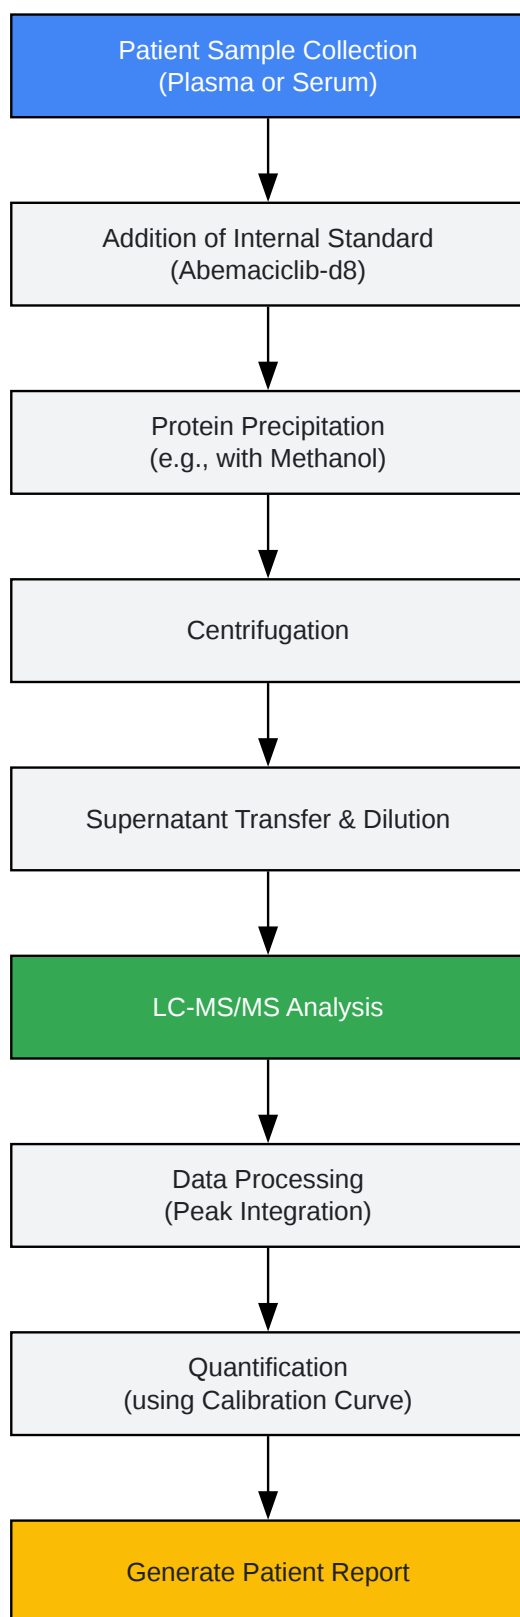 Patient Sample Collection
(Plasma or Serum)
Addition of Internal Standard
(Abemaciclib-d8)
Protein Precipitation
(e.g., with Methanol)
Centrifugation
Supernatant Transfer & Dilution
LC-MS/MS Analysis
Data Processing
(Peak Integration)
Quantification
(using Calibration Curve)
Generate Patient Report